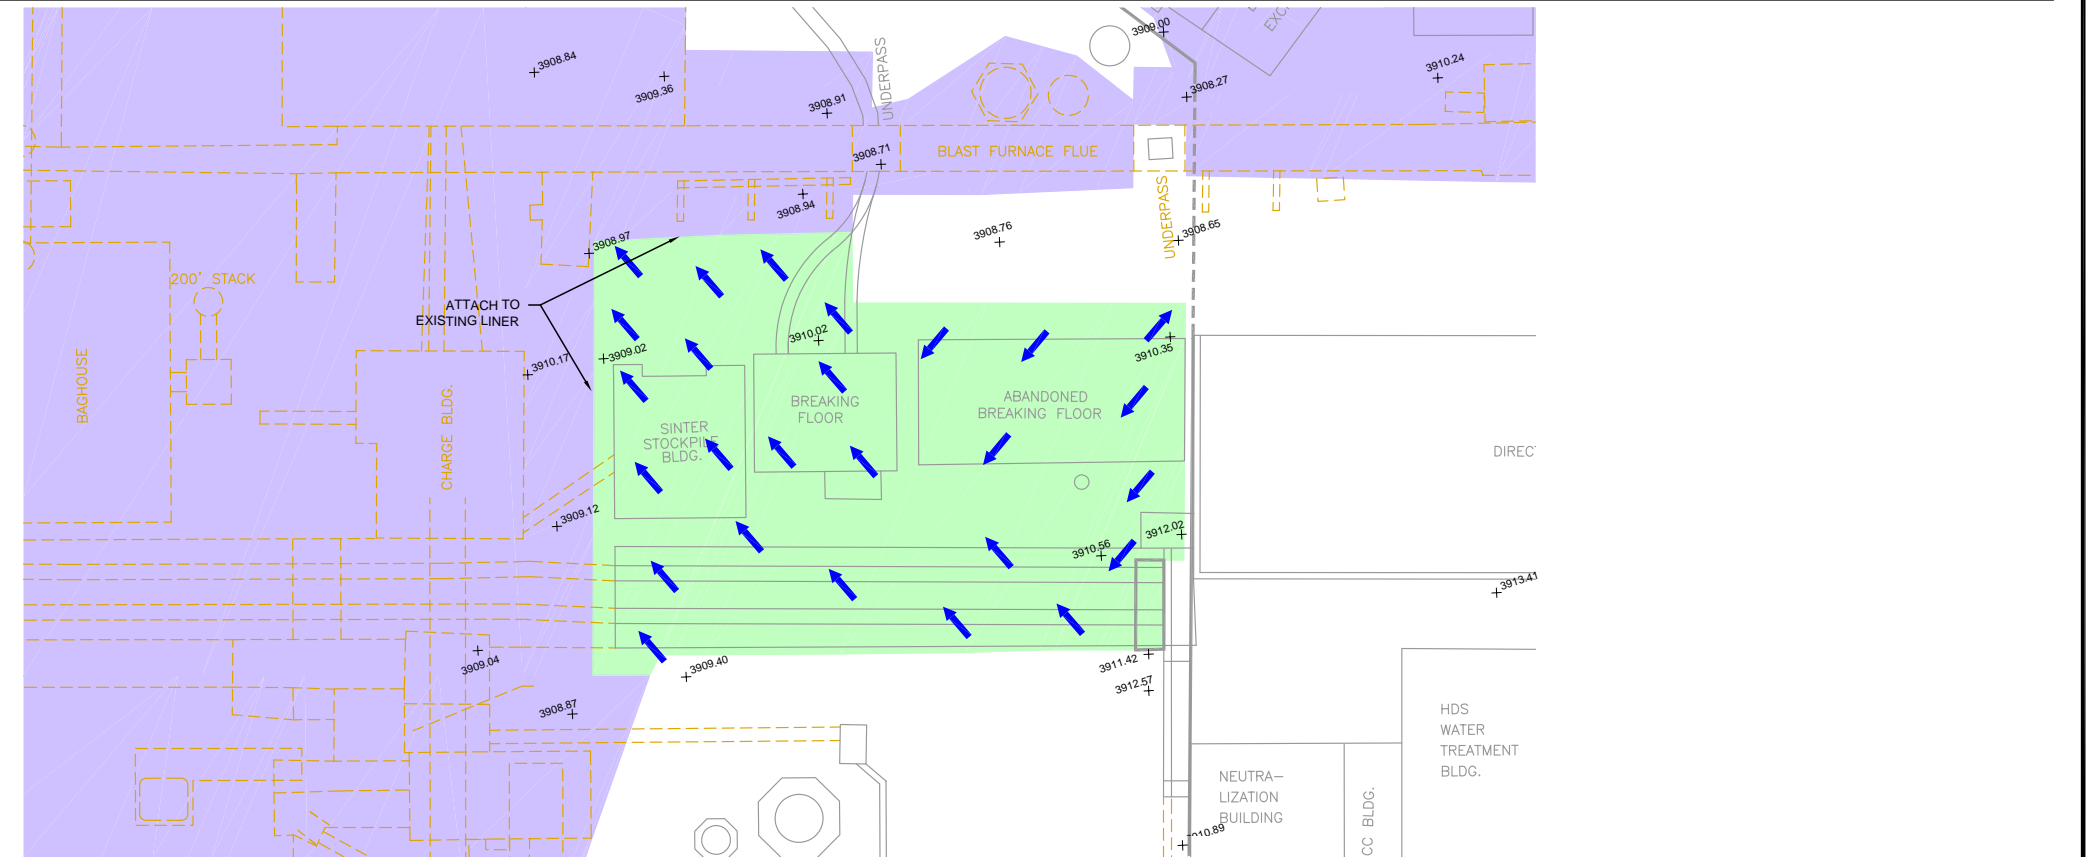 3909.00
EXC
UNDERPASS
3908.84
3909.36
3908.91
3908.27
3910.24
3908.71
BLAST FURNACE FLUE
UNDERPASS
3908.94
3908.97
3908.76
3908.65
200' STACK
ATTACH TO
EXISTING LINER
3910.17
3909.02
3910.02
3910.35
BAGHOUSE
CHARGE BLDG.
SINTER
STOCKPILE
BLDG.
BREAKING
FLOOR
ABANDONED
BREAKING FLOOR
DIREC
3909.12
3910.56
3912.02
3913.41
3909.04
3909.40
3911.42
3912.57
3908.87
HDS
WATER
TREATMENT
BLDG.
NEUTRA–
LIZATION
BUILDING
CC BLDG.
3910.89